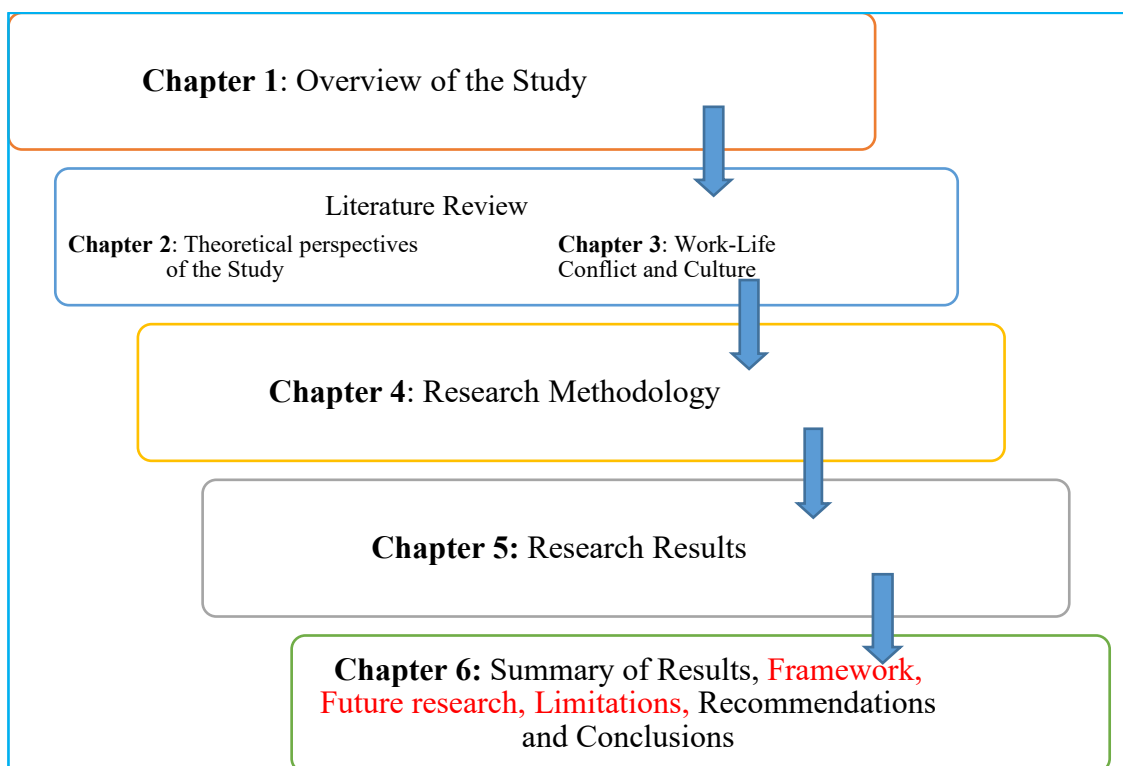 Chapter 1: Overview of the Study
Literature Review
Chapter 2: Theoretical perspectives
of the Study
Chapter 3: Work-Life
Conflict and Culture
Chapter 4: Research Methodology
Chapter 5: Research Results
Chapter 6: Summary of Results, Framework,
Future research, Limitations, Recommendations
and Conclusions